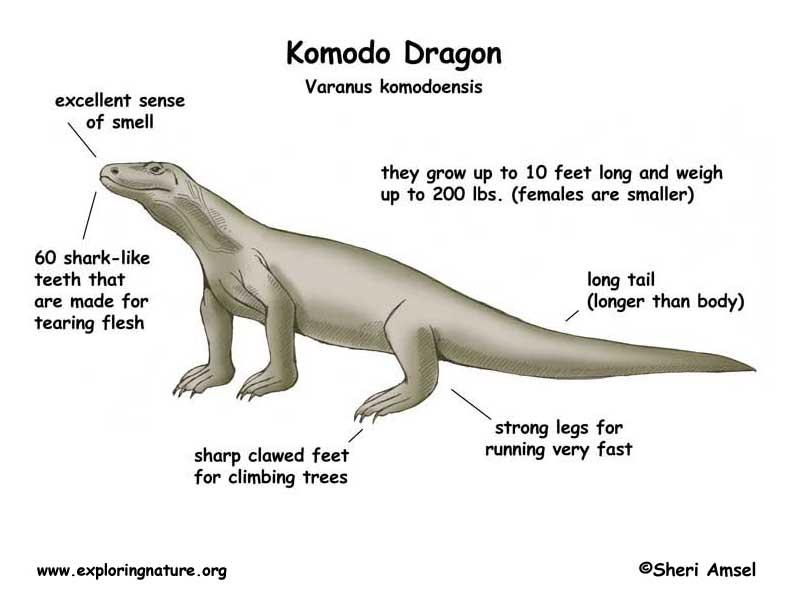 Komodo Dragon
Varanus komodoensis
excellent sense
of smell
they grow up to 10 feet long and weigh
up to 200 lbs. (females are smaller)
60 shark-like
teeth that
are made for
tearing flesh
long tail
(longer than body)
strong legs for
running very fast
sharp clawed feet
for climbing trees
www.exploringnature.org
©Sheri Amsel